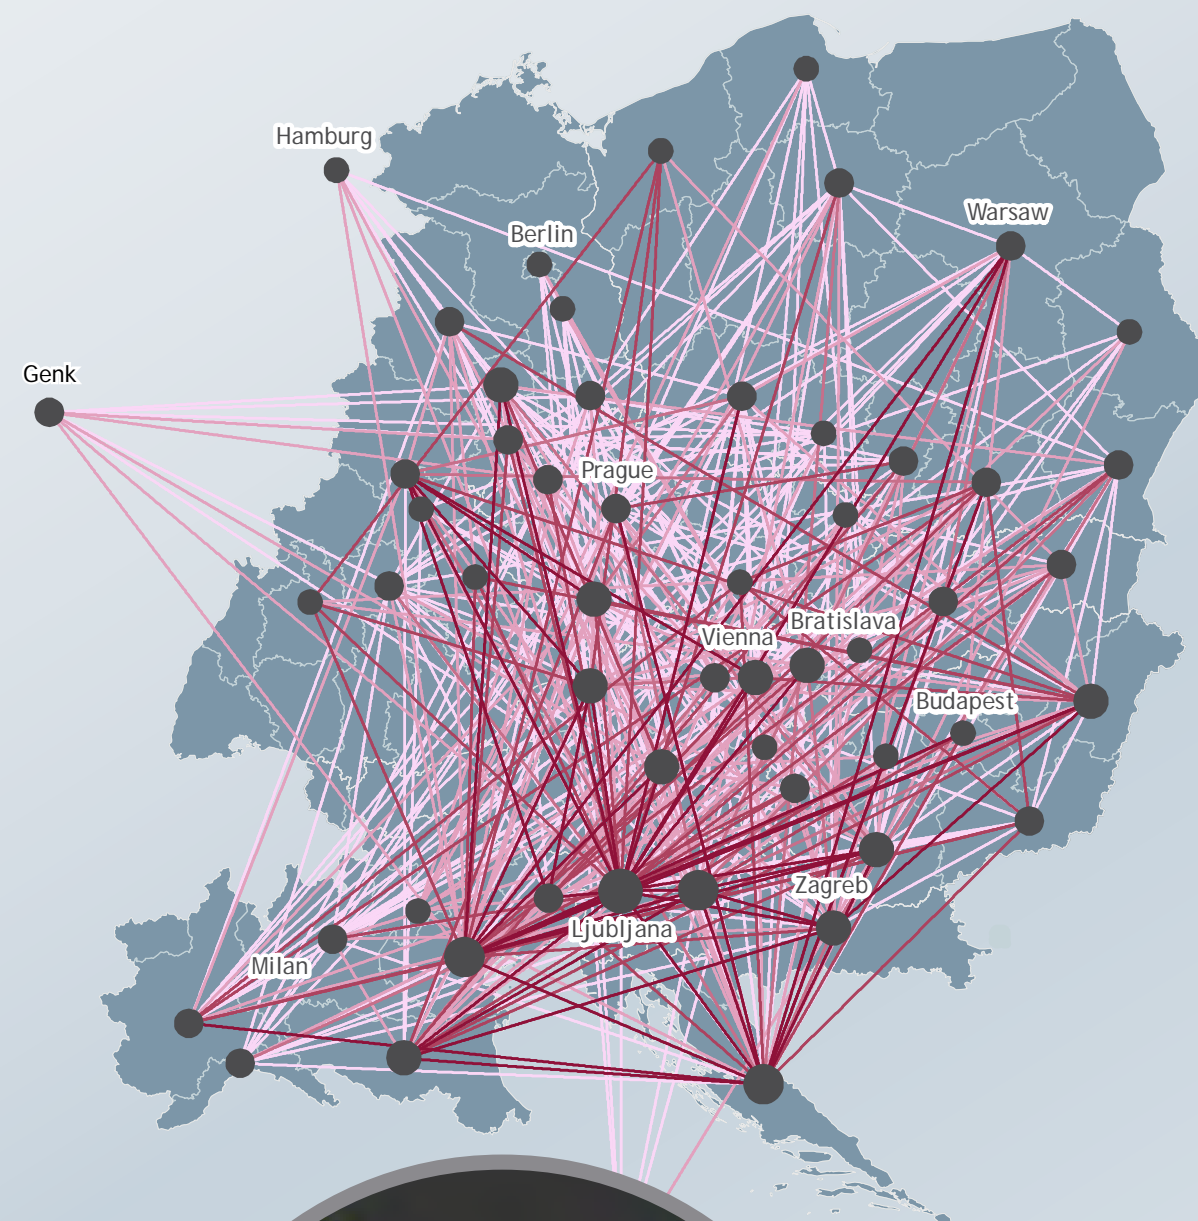 Hamburg
Warsaw
Berlin
Genk
Prague
Bratislava
Vienna
Budapest
Zagreb
Ljubljana
Milan